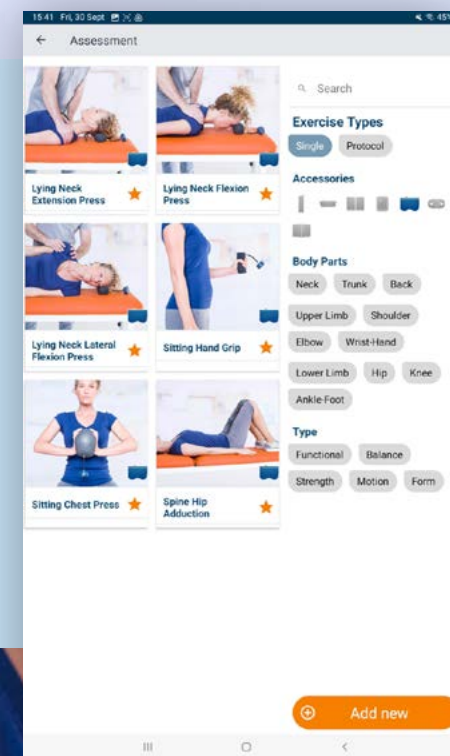 15:41 Fri, 30 Sept
45%
Assessment
Lying Neck
Extension Press
Lying Neck Flexion
Press
Lying Neck Lateral
Flexion Press
Sitting Hand Grip
Sitting Chest Press
Spine Hip
Adduction
Search
Exercise Types
Single Protocol
Accessories
Body Parts
Neck Trunk Back
Upper Limb Shoulder
Elbow Wrist-Hand
Lower Limb Hip Knee
Ankle-Foot
Type
Functional Balance
Strength Motion Form
Add new